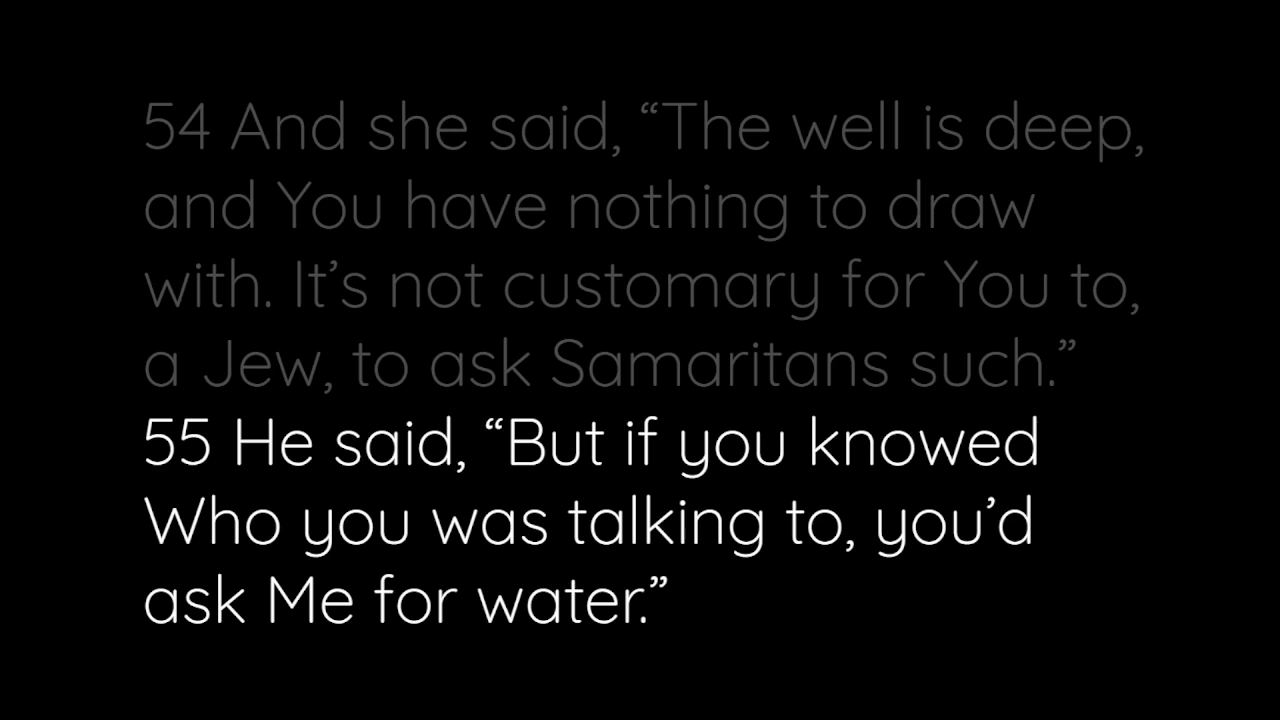 54 And she said, “The well is deep,
and You have nothing to draw
with. It’s not customary for You to,
a Jew, to ask Samaritans such.”
55 He said, “But if you knowed
Who you was talking to, you’d
ask Me for water.”